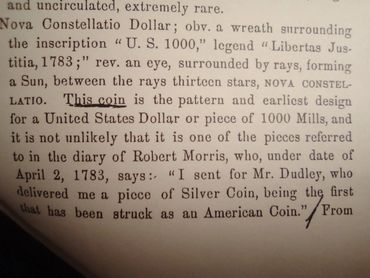 and uncirculated, extremely rare.
Nova Constellatio Dollar; obv. a wreath surrounding
the inscription "U. S. 1000," legend "Libertas Jus-
titia, 1783;" rev. an eye, surrounded by rays, forming
a Sun, between the rays thirteen stars, NOVA CONSTEL-
LATIO. This coin is the pattern and earliest design
for a United States Dollar or piece of 1000 Mills, and
it is not unlikely that it is one of the pieces referred
to in the diary of Robert Morris, who, under date of
April 2, 1783, says:- "I sent for Mr. Dudley, who
delivered me a piece of Silver Coin, being the first
that has been struck as an American Coin." From